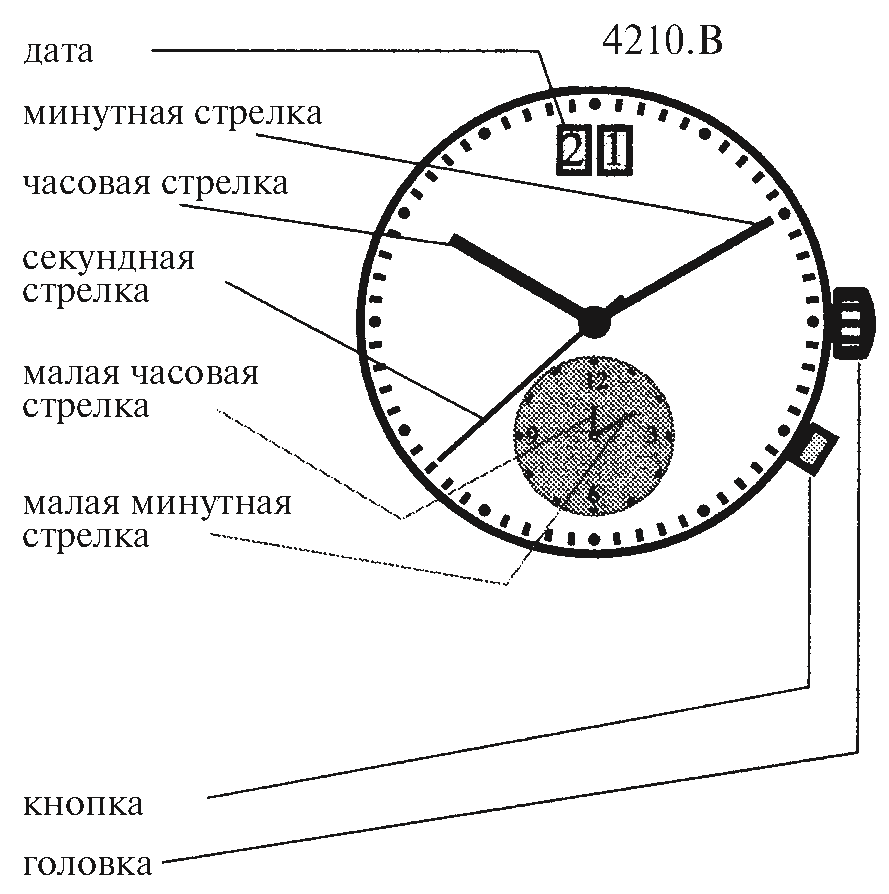 4210.B
дата
минутная стрелка
21
часовая стрелка
секундная
стрелка
малая часовая
стрелка
12
9
3
6
малая минутная
стрелка
кнопка
головка